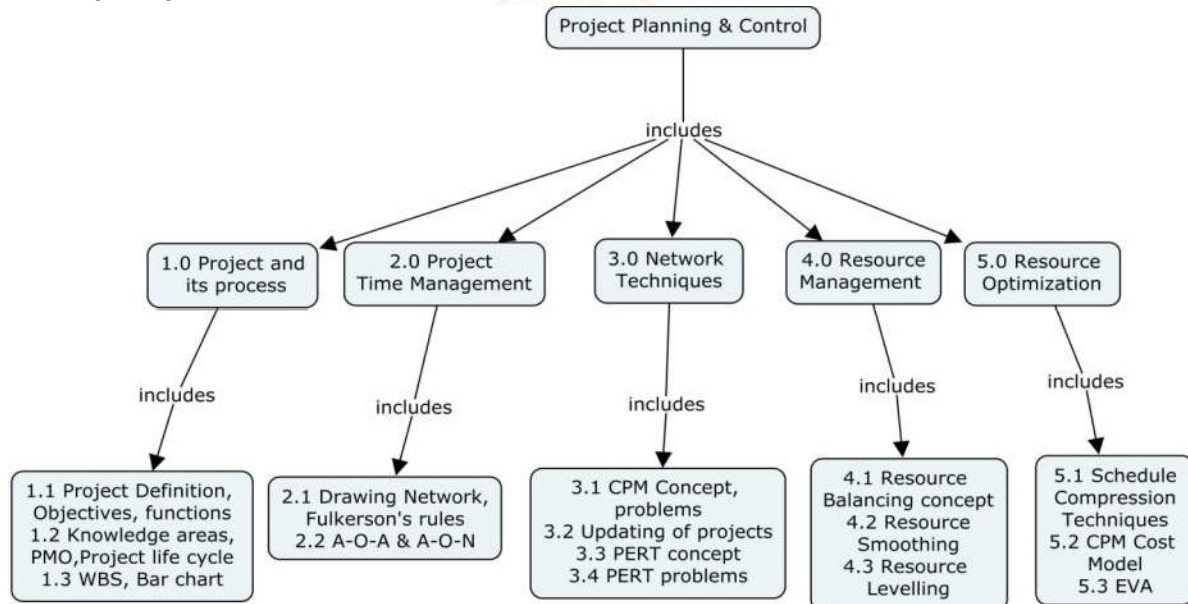 Project Planning & Control
includes
1.0 Project and
its process
2.0 Project
Time Management
3.0 Network
Techniques
4.0 Resource
Management
5.0 Resource
Optimization
includes
includes
includes
includes
includes
1.1 Project Definition,
Objectives, functions
1.2 Knowledge areas,
PMO,Project life cycle
1.3 WBS, Bar chart
2.1 Drawing Network,
Fulkerson's rules
2.2 A-O-A & A-O-N
3.1 CPM Concept,
problems
3.2 Updating of projects
3.3 PERT concept
3.4 PERT problems
4.1 Resource
Balancing concept
4.2 Resource
Smoothing
4.3 Resource
Levelling
5.1 Schedule
Compression
Techniques
5.2 CPM Cost
Model
5.3 EVA